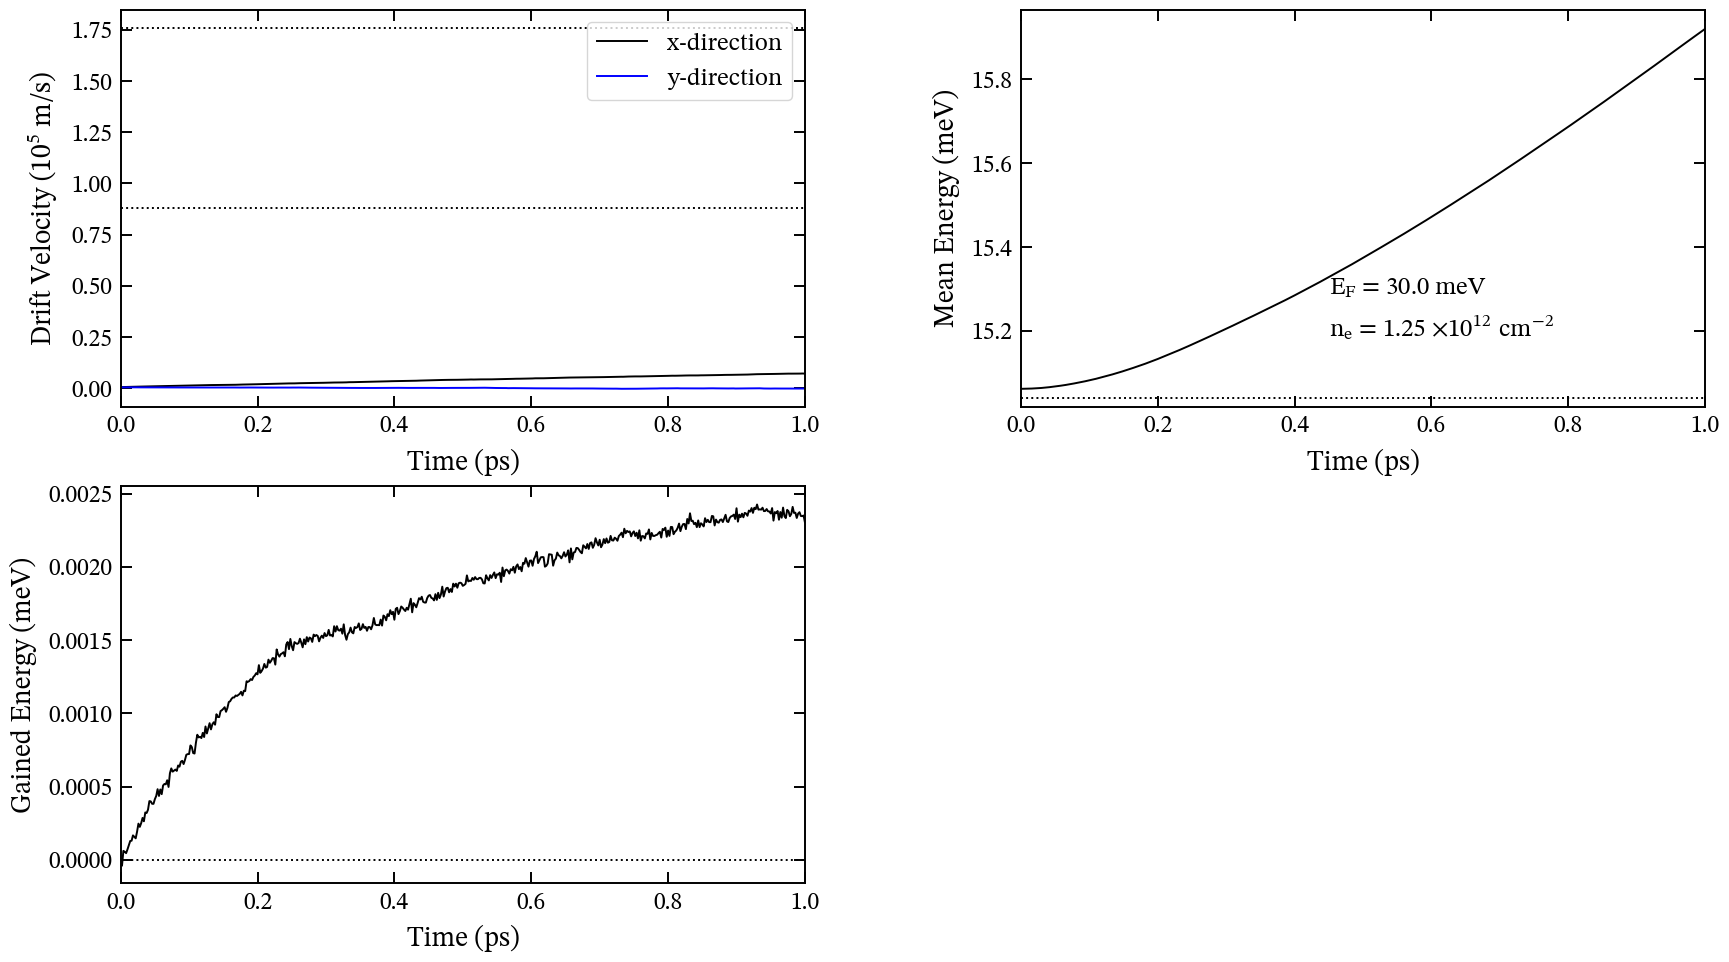 Drift Velocity (10⁵ m/s)
1.75
1.50
1.25
1.00
0.75
0.50
0.25
0.00
x-direction
y-direction
0.0 0.2 0.4 0.6 0.8 1.0
Time (ps)
Mean Energy (meV)
15.8
15.6
15.4
15.2
E_F = 30.0 meV
n_e = 1.25 ×10¹² cm⁻²
0.0 0.2 0.4 0.6 0.8 1.0
Time (ps)
Gained Energy (meV)
0.0025
0.0020
0.0015
0.0010
0.0005
0.0000
0.0 0.2 0.4 0.6 0.8 1.0
Time (ps)